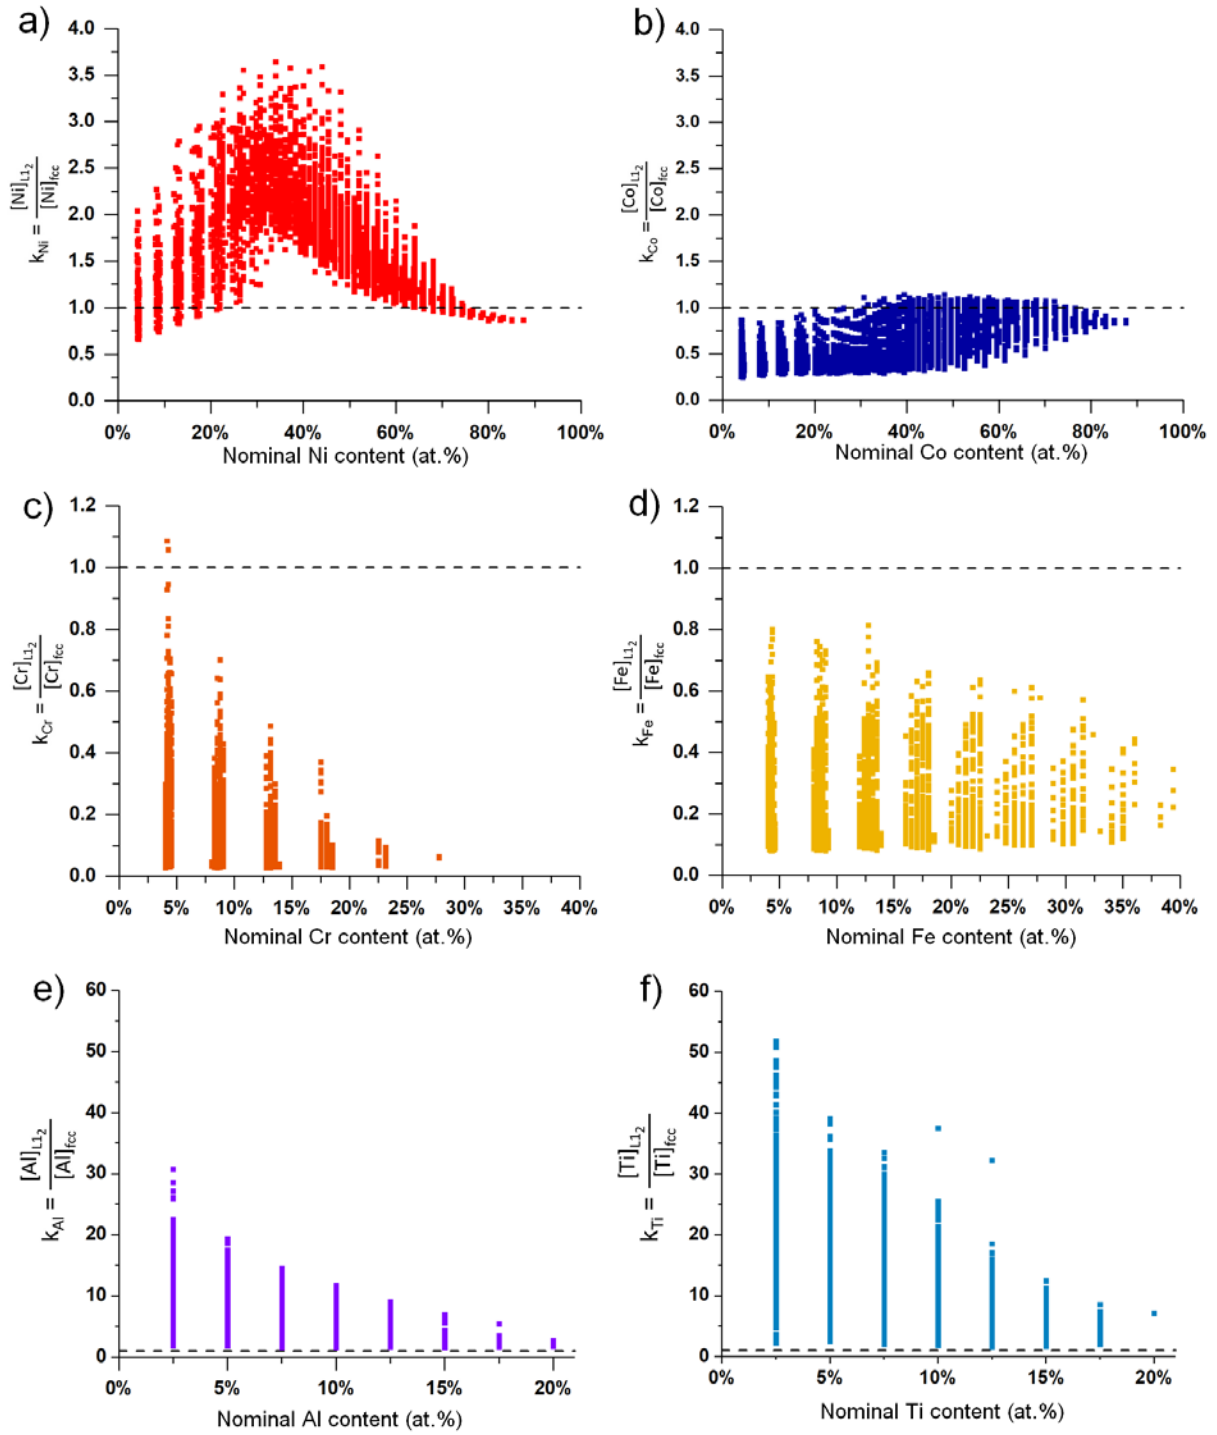 a)
4.0
3.5
3.0
2.5
2.0
1.5
1.0
0.5
0.0
k_Ni = [Ni]_L1₂ / [Ni]_fcc
0% 20% 40% 60% 80% 100%
Nominal Ni content (at.%)
b)
4.0
3.5
3.0
2.5
2.0
1.5
1.0
0.5
0.0
k_Co = [Co]_L1₂ / [Co]_fcc
0% 20% 40% 60% 80% 100%
Nominal Co content (at.%)
c)
1.2
1.0
0.8
0.6
0.4
0.2
0.0
k_Cr = [Cr]_L1₂ / [Cr]_fcc
0% 5% 10% 15% 20% 25% 30% 35% 40%
Nominal Cr content (at.%)
d)
1.2
1.0
0.8
0.6
0.4
0.2
0.0
k_Fe = [Fe]_L1₂ / [Fe]_fcc
0% 5% 10% 15% 20% 25% 30% 35% 40%
Nominal Fe content (at.%)
e)
60
50
40
30
20
10
0
k_Al = [Al]_L1₂ / [Al]_fcc
0% 5% 10% 15% 20%
Nominal Al content (at.%)
f)
60
50
40
30
20
10
0
k_Ti = [Ti]_L1₂ / [Ti]_fcc
0% 5% 10% 15% 20%
Nominal Ti content (at.%)